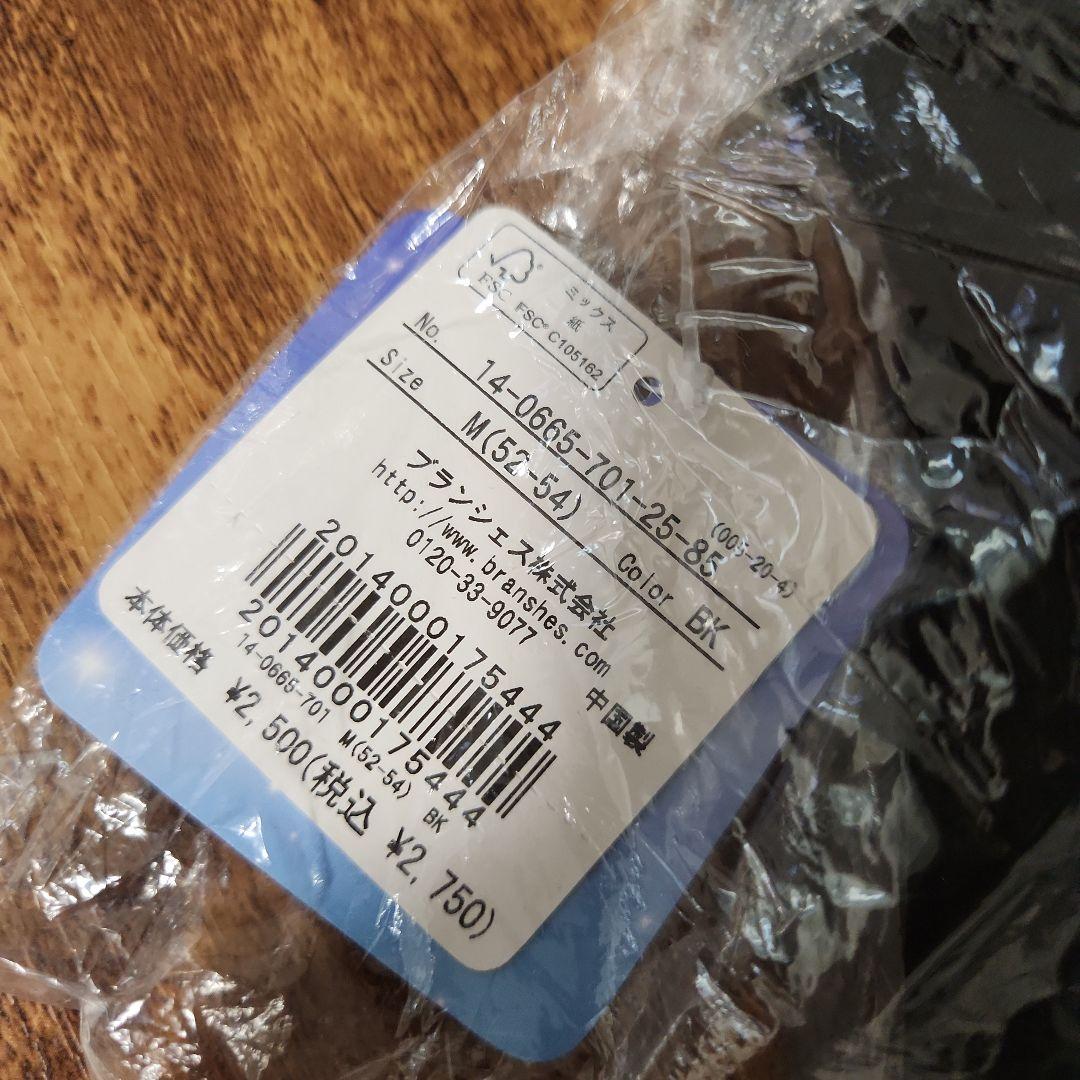 ミックス
紙
FSC FSC® C105162
No. 14-0665-701-25-85 (005-20-4)
Size M(52-54) Color BK
ブランシェス株式会社
http://www.branshes.com
0120-33-9077 中国製
2014000175444
2014000175444
14-0665-701 M(52-54) BK
本体価格 ¥2,500(税込 ¥2,750)